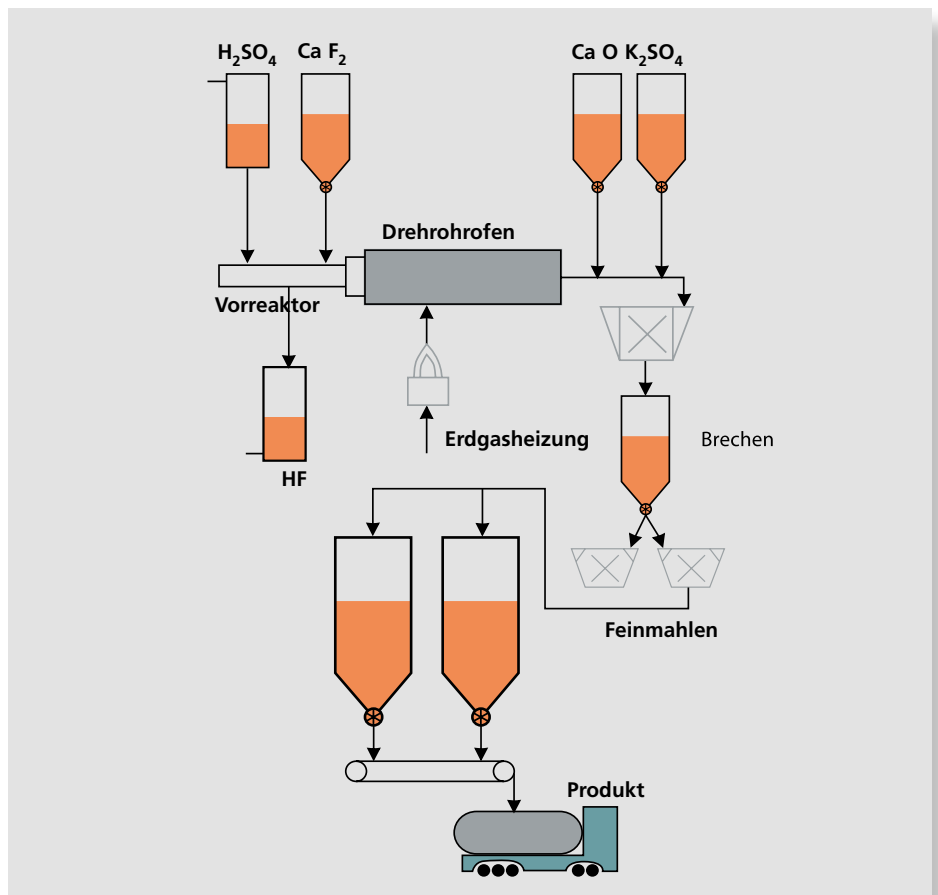 H₂SO₄ Ca F₂
Ca O K₂SO₄
Drehrohrofen
Vorreaktor
Erdgasheizung
Brechen
HF
Feinmahlen
Produkt